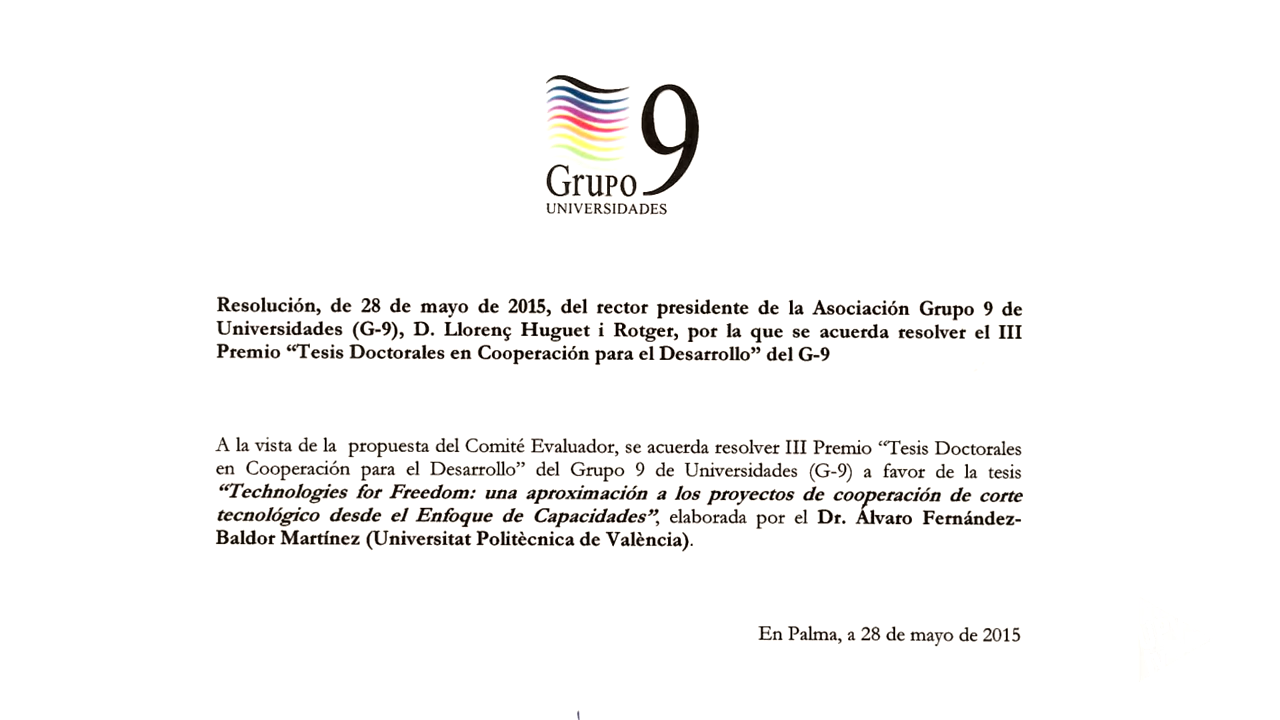 Grupo 9
UNIVERSIDADES
Resolución, de 28 de mayo de 2015, del rector presidente de la Asociación Grupo 9 de
Universidades (G-9), D. Llorenç Huguet i Rotger, por la que se acuerda resolver el III
Premio “Tesis Doctorales en Cooperación para el Desarrollo” del G-9
A la vista de la propuesta del Comité Evaluador, se acuerda resolver III Premio “Tesis Doctorales
en Cooperación para el Desarrollo” del Grupo 9 de Universidades (G-9) a favor de la tesis
“Technologies for Freedom: una aproximación a los proyectos de cooperación de corte
tecnológico desde el Enfoque de Capacidades”, elaborada por el Dr. Álvaro Fernández-
Baldor Martínez (Universitat Politècnica de València).
En Palma, a 28 de mayo de 2015